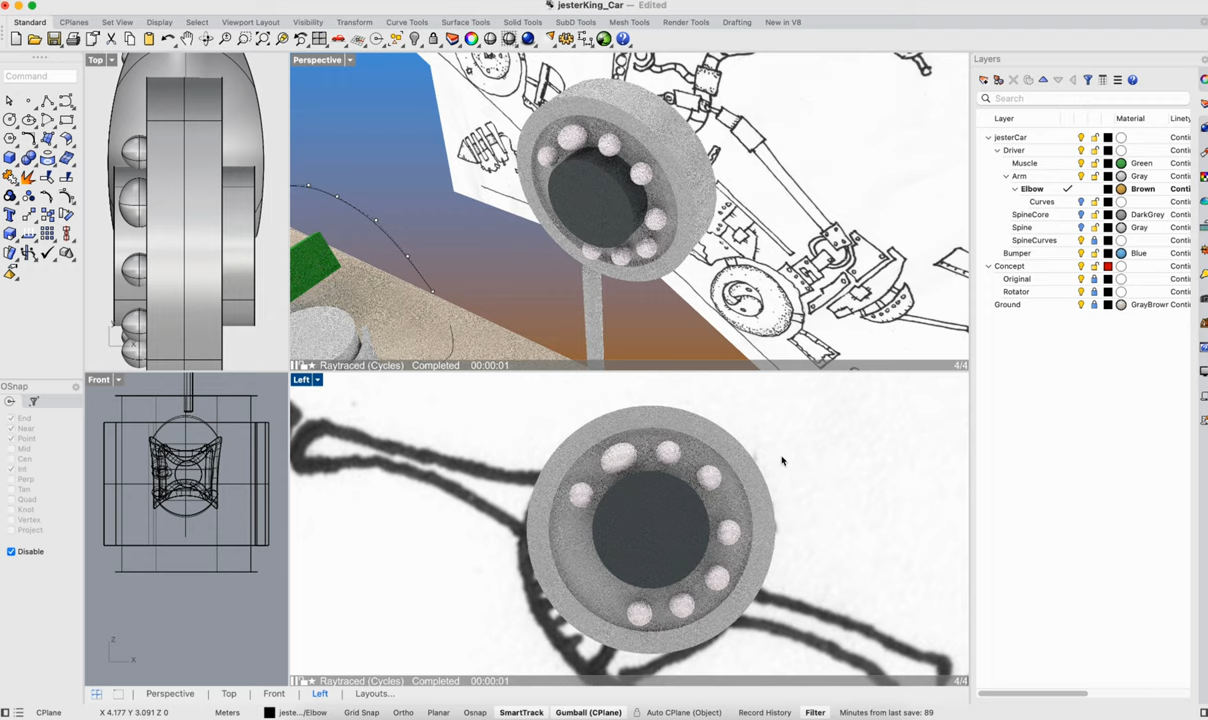 jesterKing_Car — Edited
Standard CPlanes Set View Display Select Viewport Layout Visibility Transform Curve Tools Surface Tools Solid Tools SubD Tools Mesh Tools Render Tools Drafting New in V8
Command
Top
Perspective
Layers
Search
Layer Material Linety
jesterCar Conti
Driver Conti
Muscle Green Conti
Arm Gray Conti
Elbow Brown Conti
Curves Conti
SpineCore DarkGrey Conti
Spine Gray Conti
SpineCurves Conti
Bumper Blue Conti
Concept Conti
Original Conti
Rotator Conti
Ground GrayBrown Conti
Raytraced (Cycles) Completed 00:00:01 4/4
OSnap
End
Near
Point
Mid
Cen
Int
Perp
Tan
Quad
Knot
Vertex
Project
Disable
Front
z
x
Left
Raytraced (Cycles) Completed 00:00:01 4/4
Perspective Top Front Left Layouts...
CPlane X 4.177 Y 3.091 Z 0 Meters jeste.../Elbow Grid Snap Ortho Planar Osnap SmartTrack Gumball (CPlane) Auto CPlane (Object) Record History Filter Minutes from last save: 89